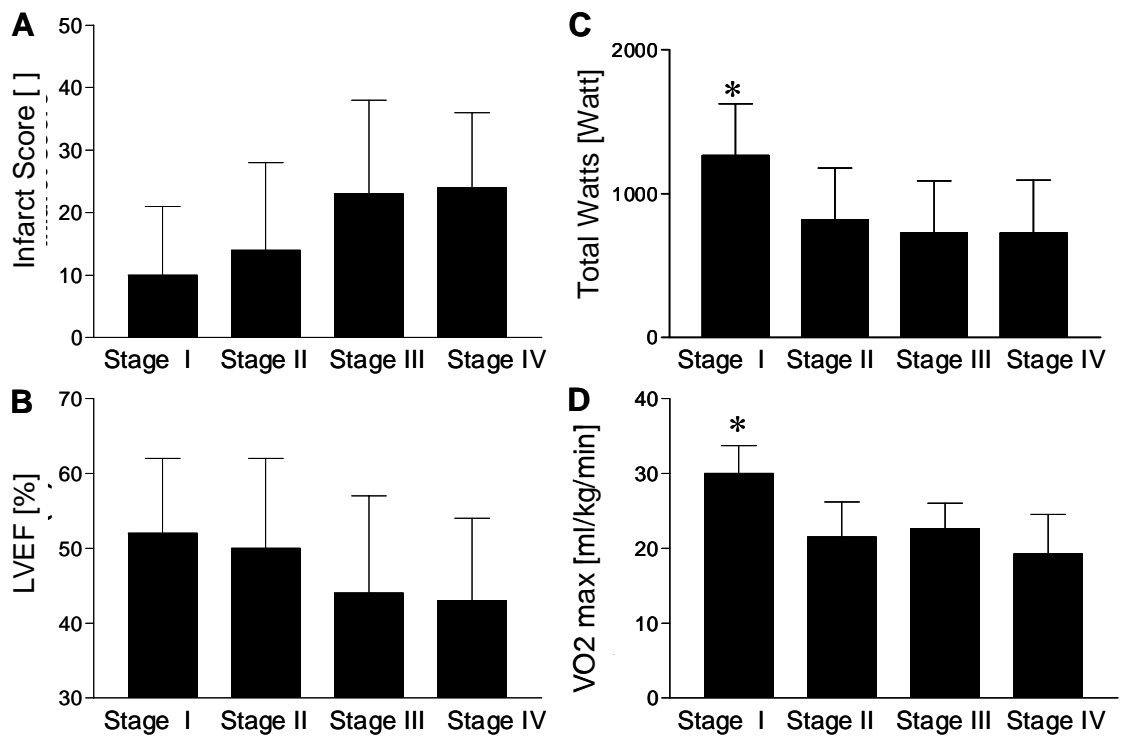 A
50
40
30
20
10
0
Infarct Score [ ]
Stage I Stage II Stage III Stage IV
C
2000
1000
0
Total Watts [Watt]
*
Stage I Stage II Stage III Stage IV
B
70
60
50
40
30
LVEF [%]
Stage I Stage II Stage III Stage IV
D
40
30
20
10
0
VO2 max [ml/kg/min]
*
Stage I Stage II Stage III Stage IV